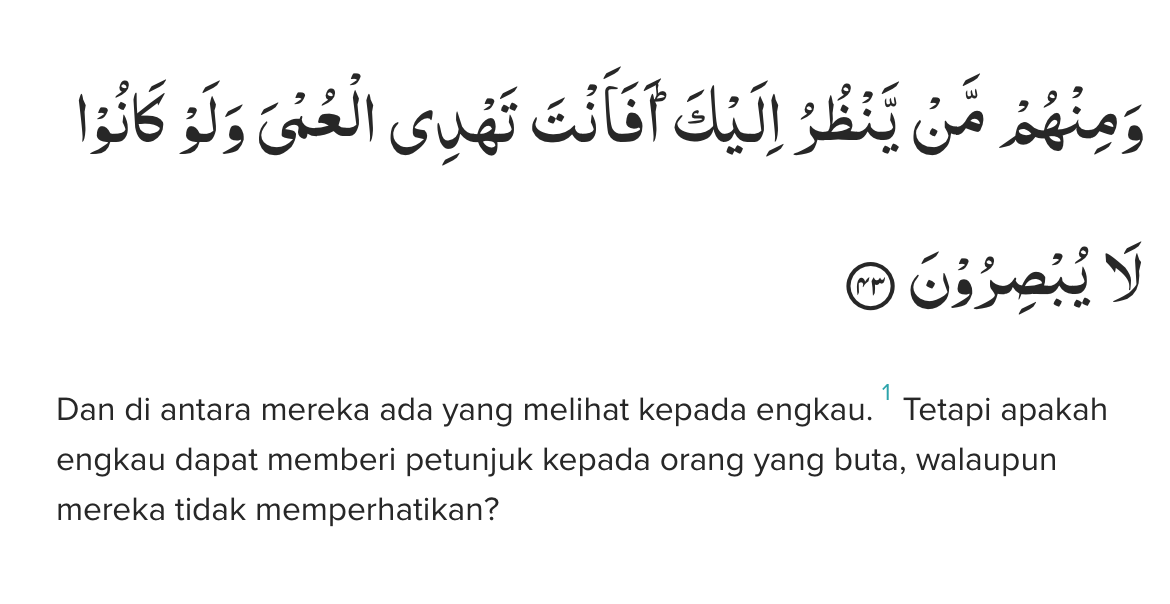 وَمِنْهُمْ مَّنْ يَّنْظُرُ اِلَيْكَ ۗاَفَاَنْتَ تَهْدِى الْعُمْيَ وَلَوْ كَانُوْا
لَا يُبْصِرُوْنَ ٤٣
Dan di antara mereka ada yang melihat kepada engkau. 1 Tetapi apakah
engkau dapat memberi petunjuk kepada orang yang buta, walaupun
mereka tidak memperhatikan?